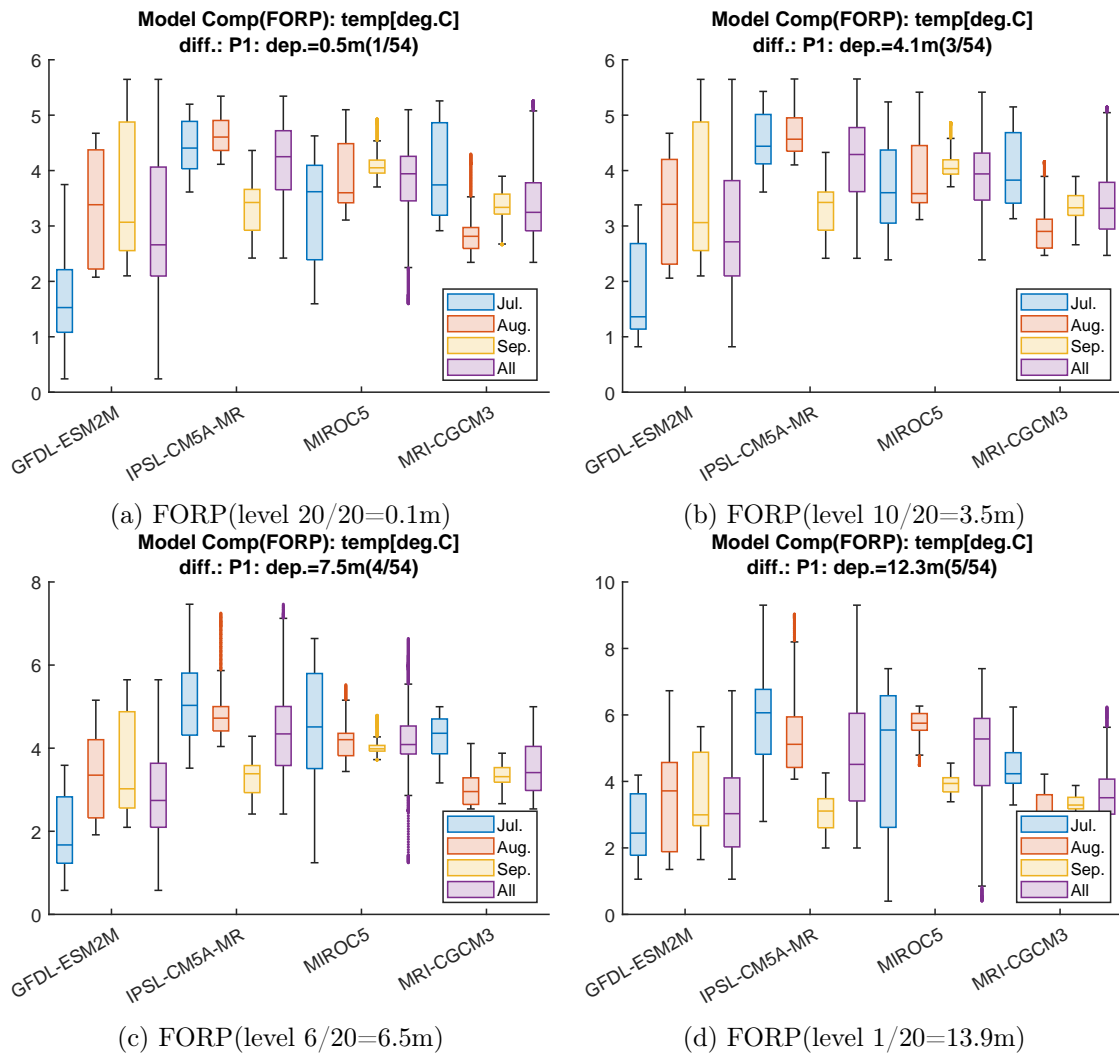 Model Comp(FORP): temp[deg.C]
diff.: P1: dep.=0.5m(1/54)
6
5
4
3
2
1
0
Jul.
Aug.
Sep.
All
GFDL-ESM2M
IPSL-CM5A-MR
MIROC5
MRI-CGCM3
(a) FORP(level 20/20=0.1m)
Model Comp(FORP): temp[deg.C]
diff.: P1: dep.=4.1m(3/54)
6
5
4
3
2
1
0
Jul.
Aug.
Sep.
All
GFDL-ESM2M
IPSL-CM5A-MR
MIROC5
MRI-CGCM3
(b) FORP(level 10/20=3.5m)
Model Comp(FORP): temp[deg.C]
diff.: P1: dep.=7.5m(4/54)
8
6
4
2
0
Jul.
Aug.
Sep.
All
GFDL-ESM2M
IPSL-CM5A-MR
MIROC5
MRI-CGCM3
(c) FORP(level 6/20=6.5m)
Model Comp(FORP): temp[deg.C]
diff.: P1: dep.=12.3m(5/54)
10
8
6
4
2
0
Jul.
Aug.
Sep.
All
GFDL-ESM2M
IPSL-CM5A-MR
MIROC5
MRI-CGCM3
(d) FORP(level 1/20=13.9m)